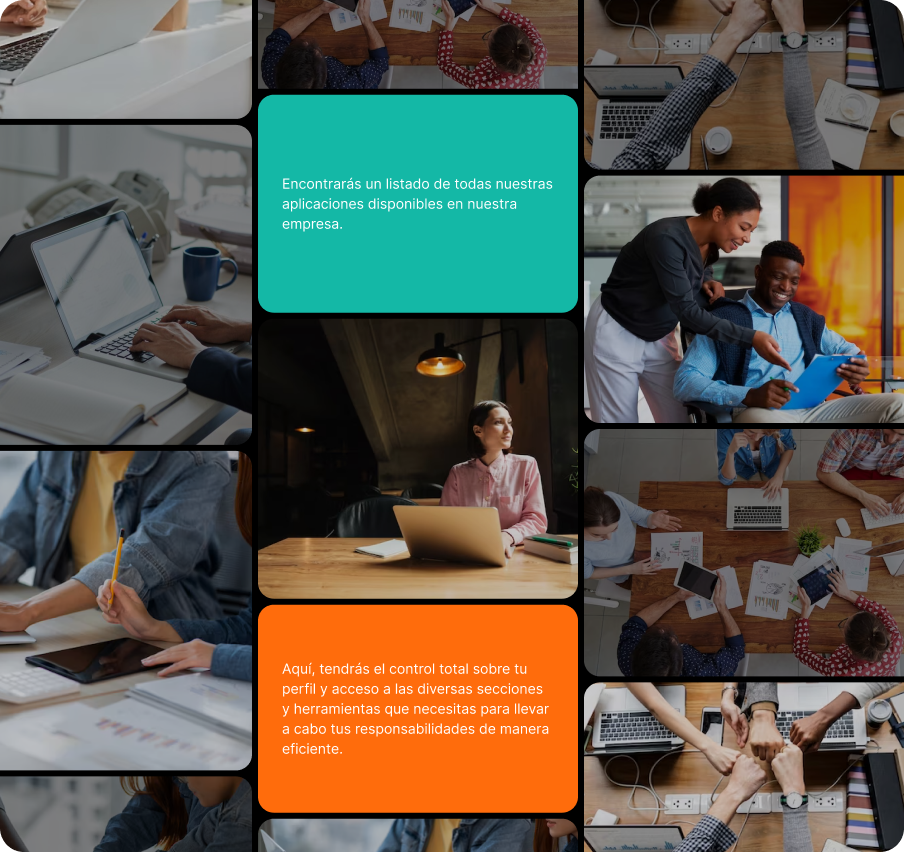 Encontrarás un listado de todas nuestras
aplicaciones disponibles en nuestra
empresa.
Aquí, tendrás el control total sobre tu
perfil y acceso a las diversas secciones
y herramientas que necesitas para llevar
a cabo tus responsabilidades de manera
eficiente.